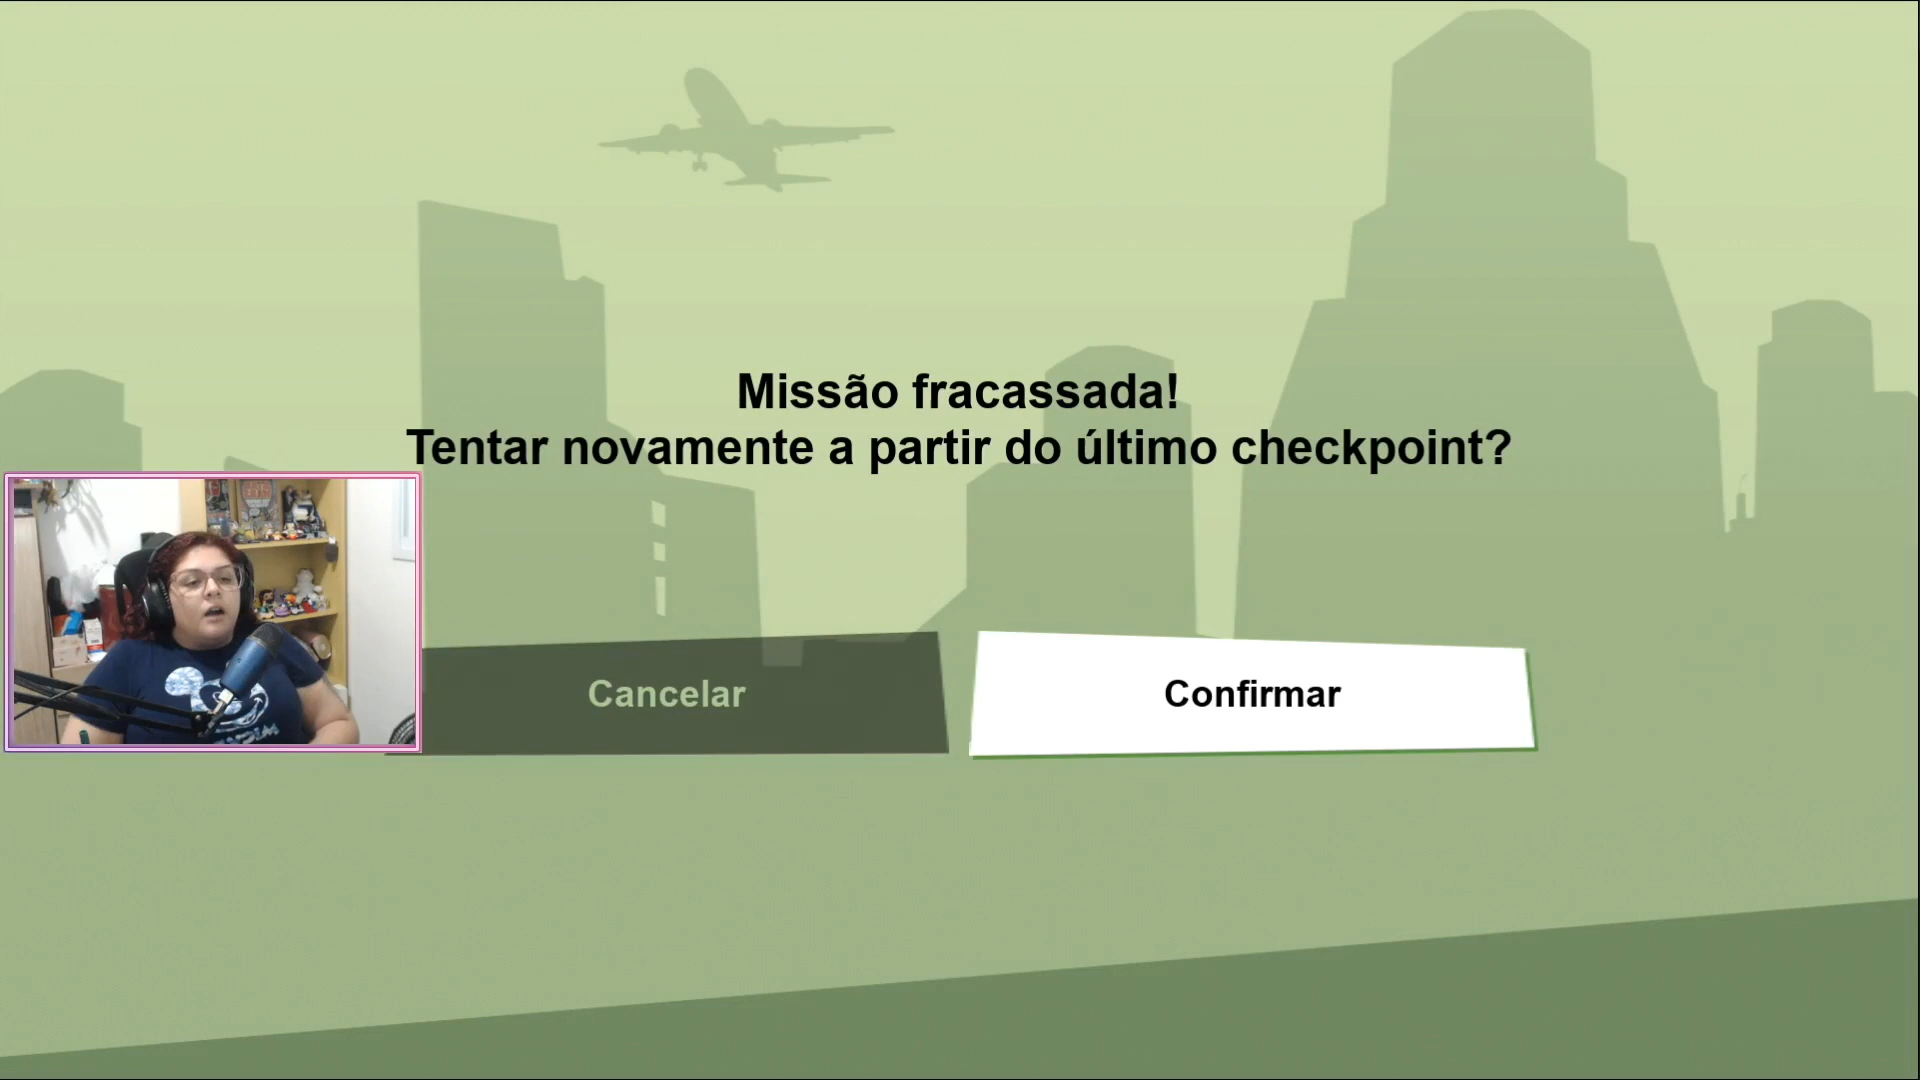 Missão fracassada!
Tentar novamente a partir do último checkpoint?
Cancelar
Confirmar